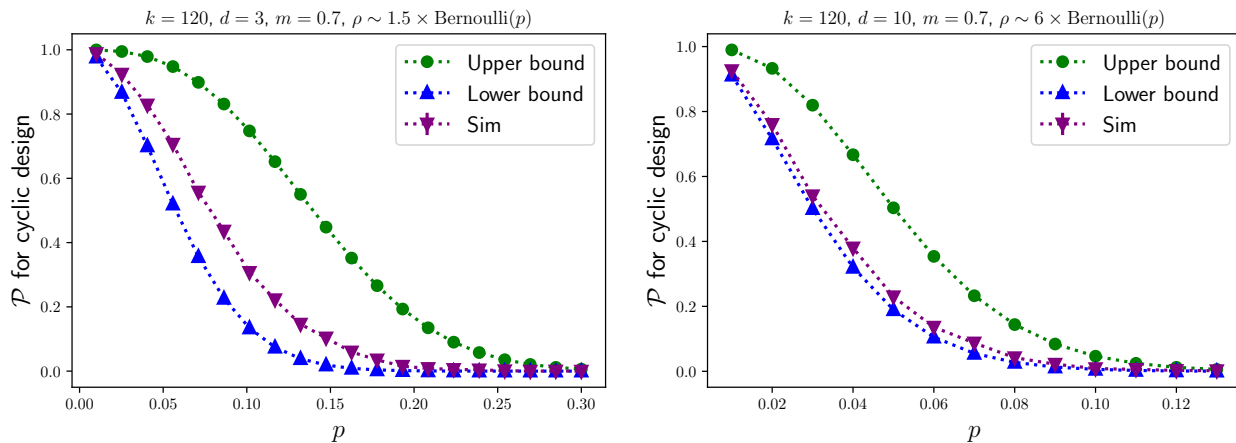 k = 120, d = 3, m = 0.7, ρ ∼ 1.5 × Bernoulli(p)
𝒫 for cyclic design
1.0
0.8
0.6
0.4
0.2
0.0
Upper bound
Lower bound
Sim
0.00 0.05 0.10 0.15 0.20 0.25 0.30
p
k = 120, d = 10, m = 0.7, ρ ∼ 6 × Bernoulli(p)
𝒫 for cyclic design
1.0
0.8
0.6
0.4
0.2
0.0
Upper bound
Lower bound
Sim
0.02 0.04 0.06 0.08 0.10 0.12
p